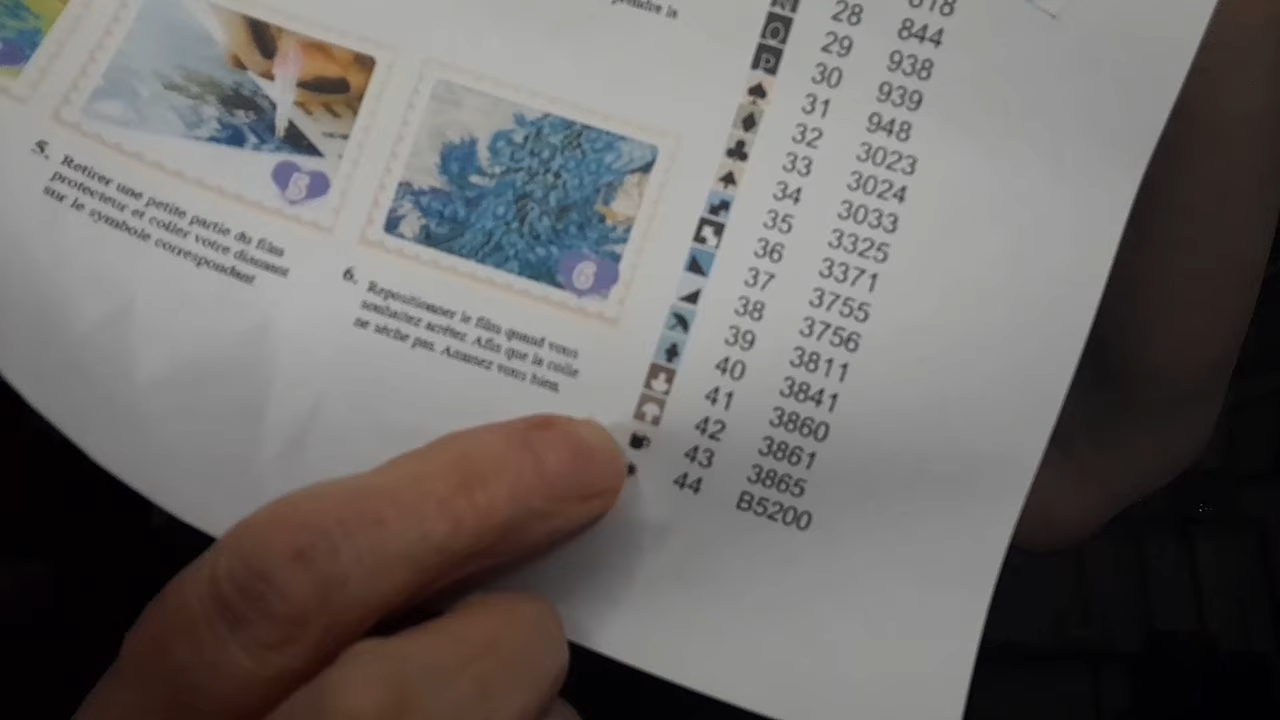 818
28 844
O 29 938
P 30 939
31 948
32 3023
33 3024
34 3033
35 3325
36 3371
37 3755
38 3756
39 3811
40 3841
41 3860
42 3861
43 3865
44 B5200
5
5. Retirer une petite partie du film
protecteur et coller votre diamant
sur le symbole correspondant
6
6. Repositionner le film quand vous
souhaitez arrêter. Afin que la colle
ne sèche pas. Amusez vous bien.